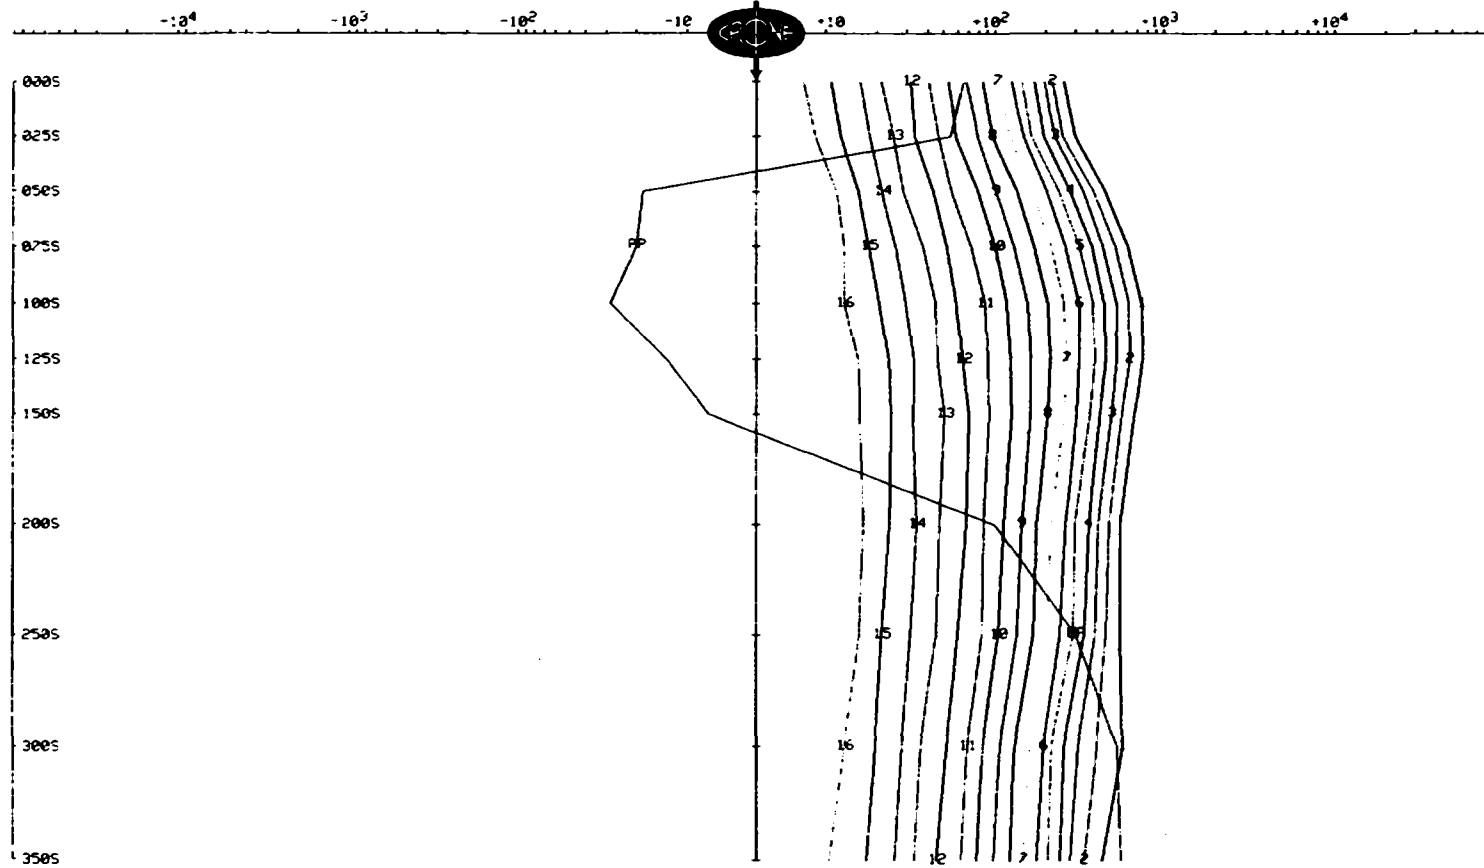 -10⁴ -10³ -10² -10 +10 +10² +10³ +10⁴
CRONE
000S 12 7 2
025S 13 8 3
050S 14 9 4
075S PP 15 10 5
100S 16 11 6
125S 12 7 2
150S 13 8 3
200S 14 9 4
250S 15 10
300S 16 11 6
350S 12 7 2